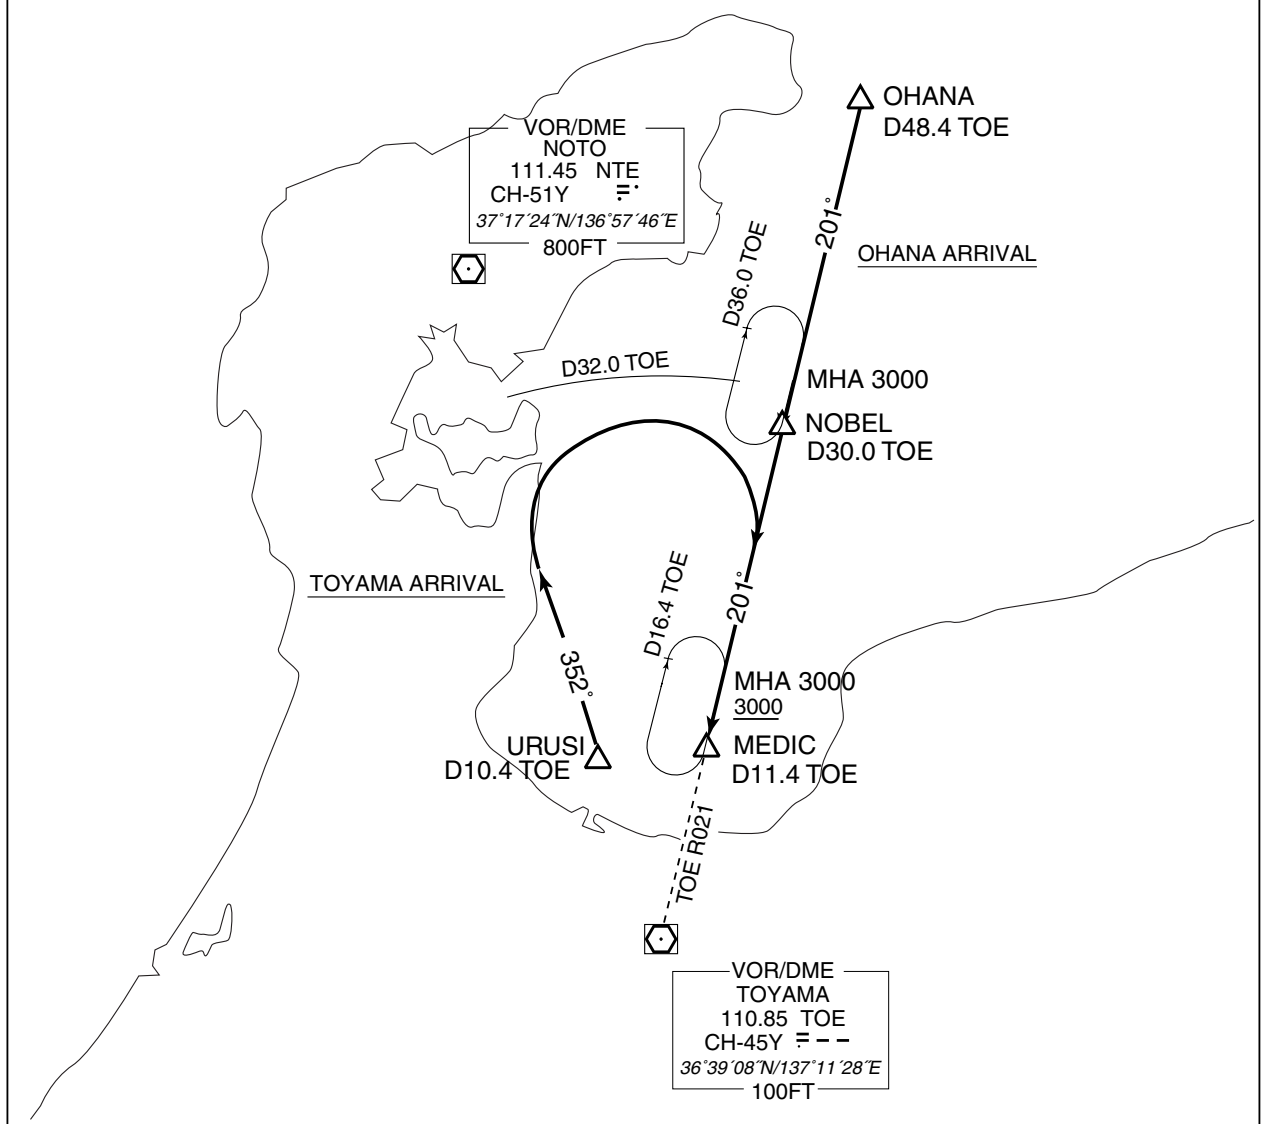 OHANA
D48.4 TOE
VOR/DME
NOTO
111.45 NTE
CH-51Y
37°17´24˝N/136°57´46˝E
800FT
201°
OHANA ARRIVAL
D36.0 TOE
D32.0 TOE
MHA 3000
NOBEL
D30.0 TOE
TOYAMA ARRIVAL
D16.4 TOE
201°
352°
MHA 3000
3000
URUSI
D10.4 TOE
MEDIC
D11.4 TOE
TOE R021
VOR/DME
TOYAMA
110.85 TOE
CH-45Y
36°39´08˝N/137°11´28˝E
100FT